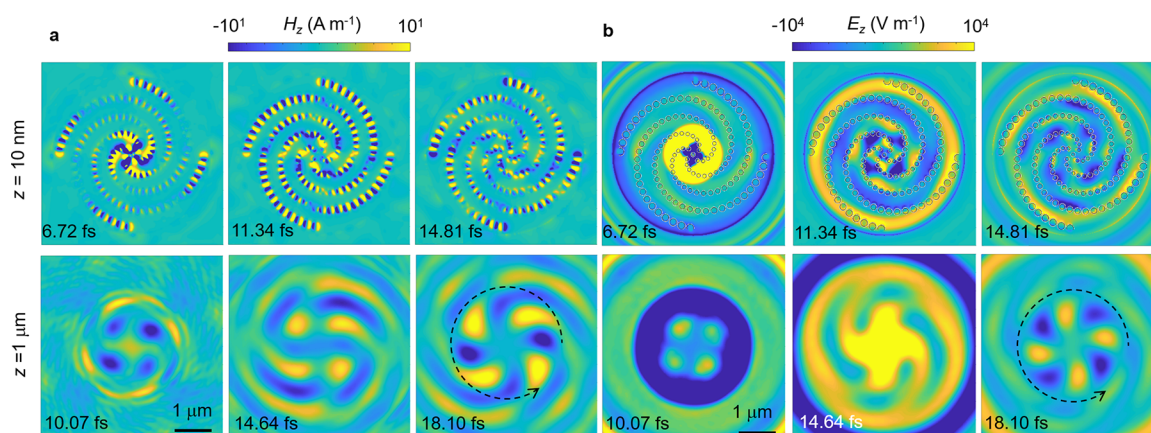 a
-10¹ H_z (A m⁻¹) 10¹
b
-10⁴ E_z (V m⁻¹) 10⁴
z = 10 nm
6.72 fs
11.34 fs
14.81 fs
6.72 fs
11.34 fs
14.81 fs
z=1 μm
10.07 fs
1 μm
14.64 fs
18.10 fs
10.07 fs
1 μm
14.64 fs
18.10 fs